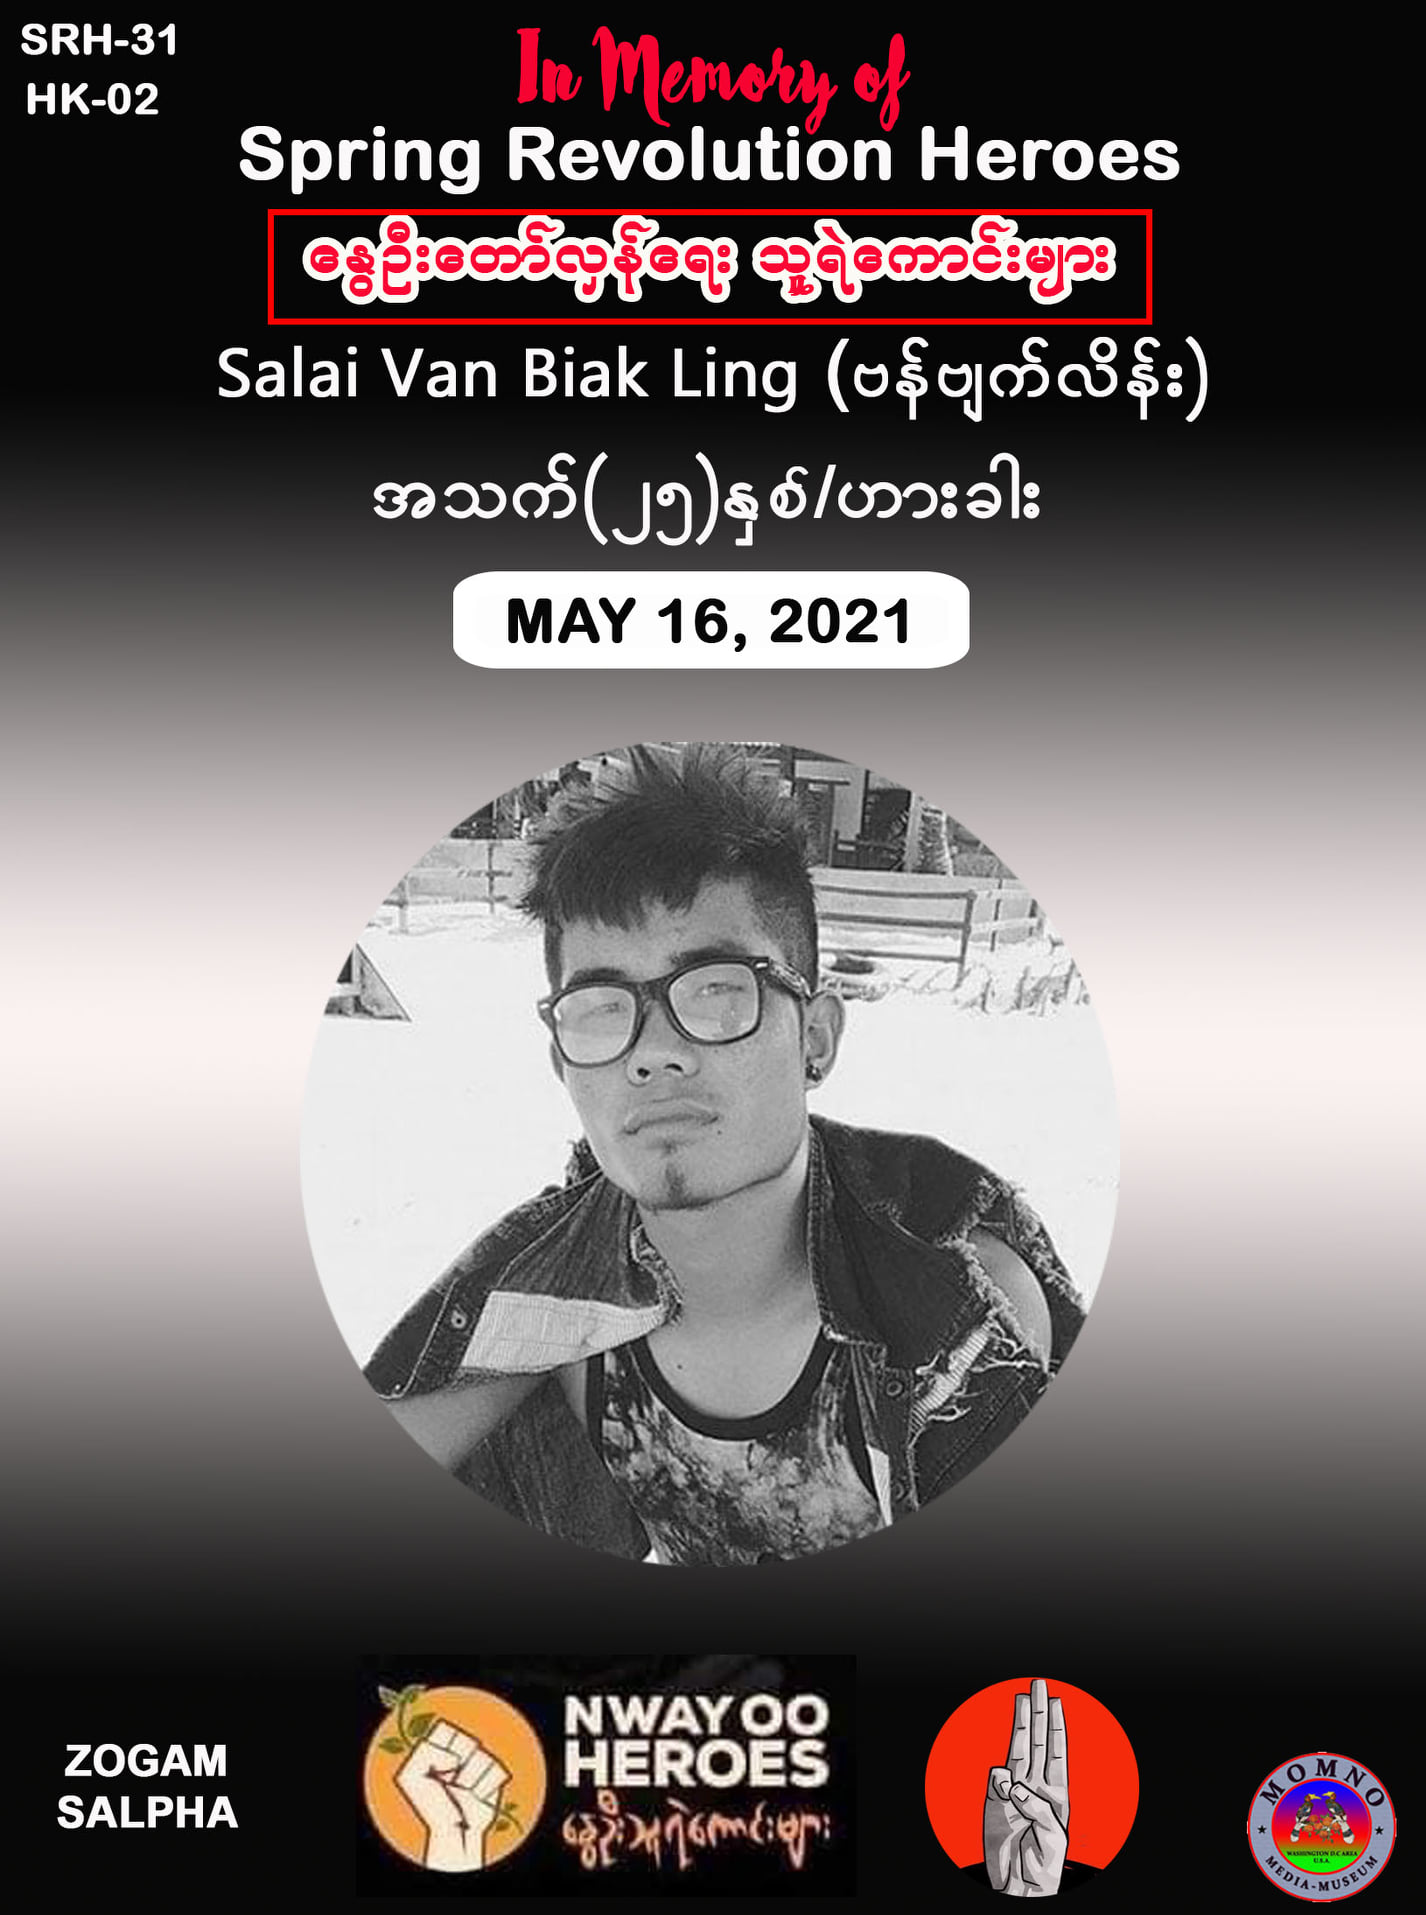 SRH-31
HK-02
In Memory of
Spring Revolution Heroes
နွေဦးတော်လှန်ရေး သူရဲကောင်းများ
Salai Van Biak Ling (ဗန်ဗျက်လိန်း)
အသက်(၂၅)နှစ်/ဟားခါး
MAY 16, 2021
ZOGAM
SALPHA
NWAY OO
HEROES
နွေဦးသူရဲကောင်းများ
MOMNO
WASHINGTON D.C AREA
U.S.A.
MEDIA-MUSEUM